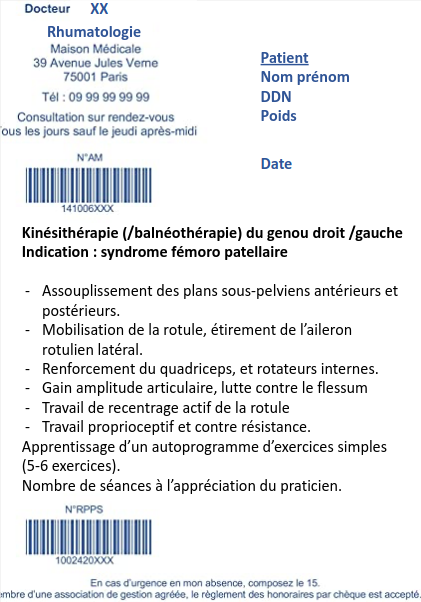 Docteur XX
Rhumatologie
Maison Médicale
39 Avenue Jules Verne
75001 Paris
Tél : 09 99 99 99 99
Consultation sur rendez-vous
ous les jours sauf le jeudi après-midi
N°AM
141006XXX
Patient
Nom prénom
DDN
Poids
Date
Kinésithérapie (/balnéothérapie) du genou droit /gauche
Indication : syndrome fémoro patellaire
- Assouplissement des plans sous-pelviens antérieurs et
postérieurs.
- Mobilisation de la rotule, étirement de l’aileron
rotulien latéral.
- Renforcement du quadriceps, et rotateurs internes.
- Gain amplitude articulaire, lutte contre le flessum
- Travail de recentrage actif de la rotule
- Travail proprioceptif et contre résistance.
Apprentissage d’un autoprogramme d’exercices simples
(5-6 exercices).
Nombre de séances à l’appréciation du praticien.
N°RPPS
1002420XXX
En cas d'urgence en mon absence, composez le 15.
embre d'une association de gestion agréée, le règlement des honoraires par chèque est accepté.